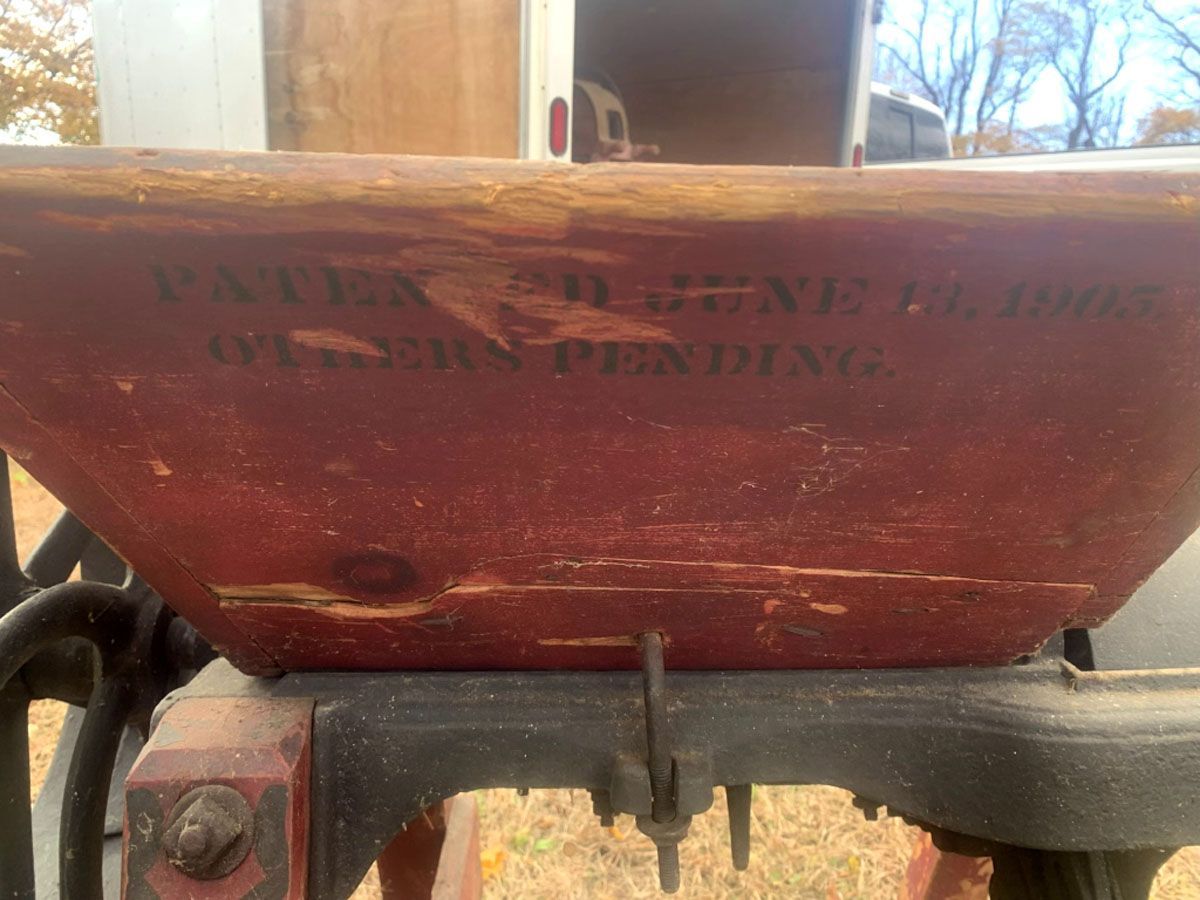 PATENTED JUNE 13, 1905.
OTHERS PENDING.